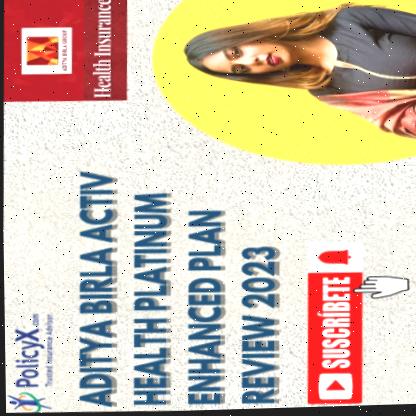 PolicyX.com
Trusted Insurance Advisor
ADITYA BIRLA GROUP
Health Insurance
ADITYA BIRLA ACTIV
HEALTH PLATINUM
ENHANCED PLAN
REVIEW 2023
SUSCRÍBETE